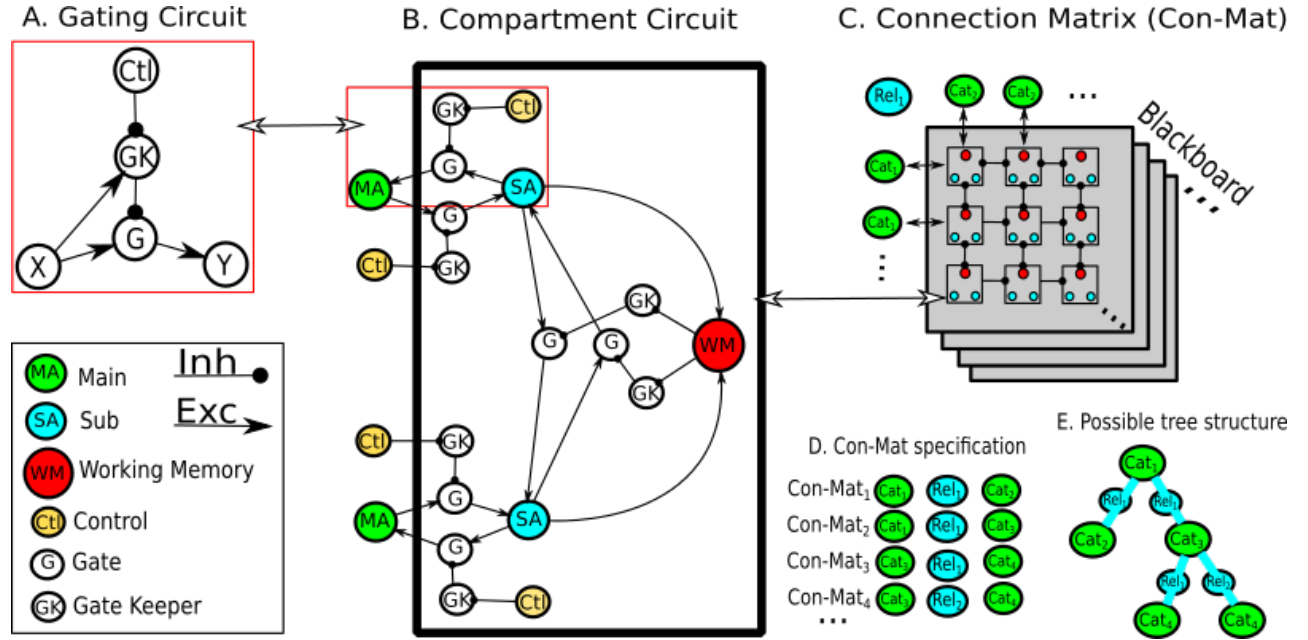 A. Gating Circuit
Ctl
GK
G
X
Y
MA Main
SA Sub
WM Working Memory
Ctl Control
G Gate
GK Gate Keeper
Inh
Exc
B. Compartment Circuit
GK Ctl
G
MA SA
G
Ctl GK
GK
G G WM
GK
Ctl GK
G
MA SA
G
GK Ctl
C. Connection Matrix (Con-Mat)
Rel1 Cat2 Cat2 ...
Blackboard
Cat1
Cat1
...
...
...
D. Con-Mat specification
Con-Mat1 Cat1 Rel1 Cat2
Con-Mat2 Cat1 Rel1 Cat3
Con-Mat3 Cat3 Rel1 Cat4
Con-Mat4 Cat3 Rel2 Cat4
...
E. Possible tree structure
Cat1
Rel1 Rel1
Cat2 Cat3
Rel1 Rel2
Cat4 Cat4